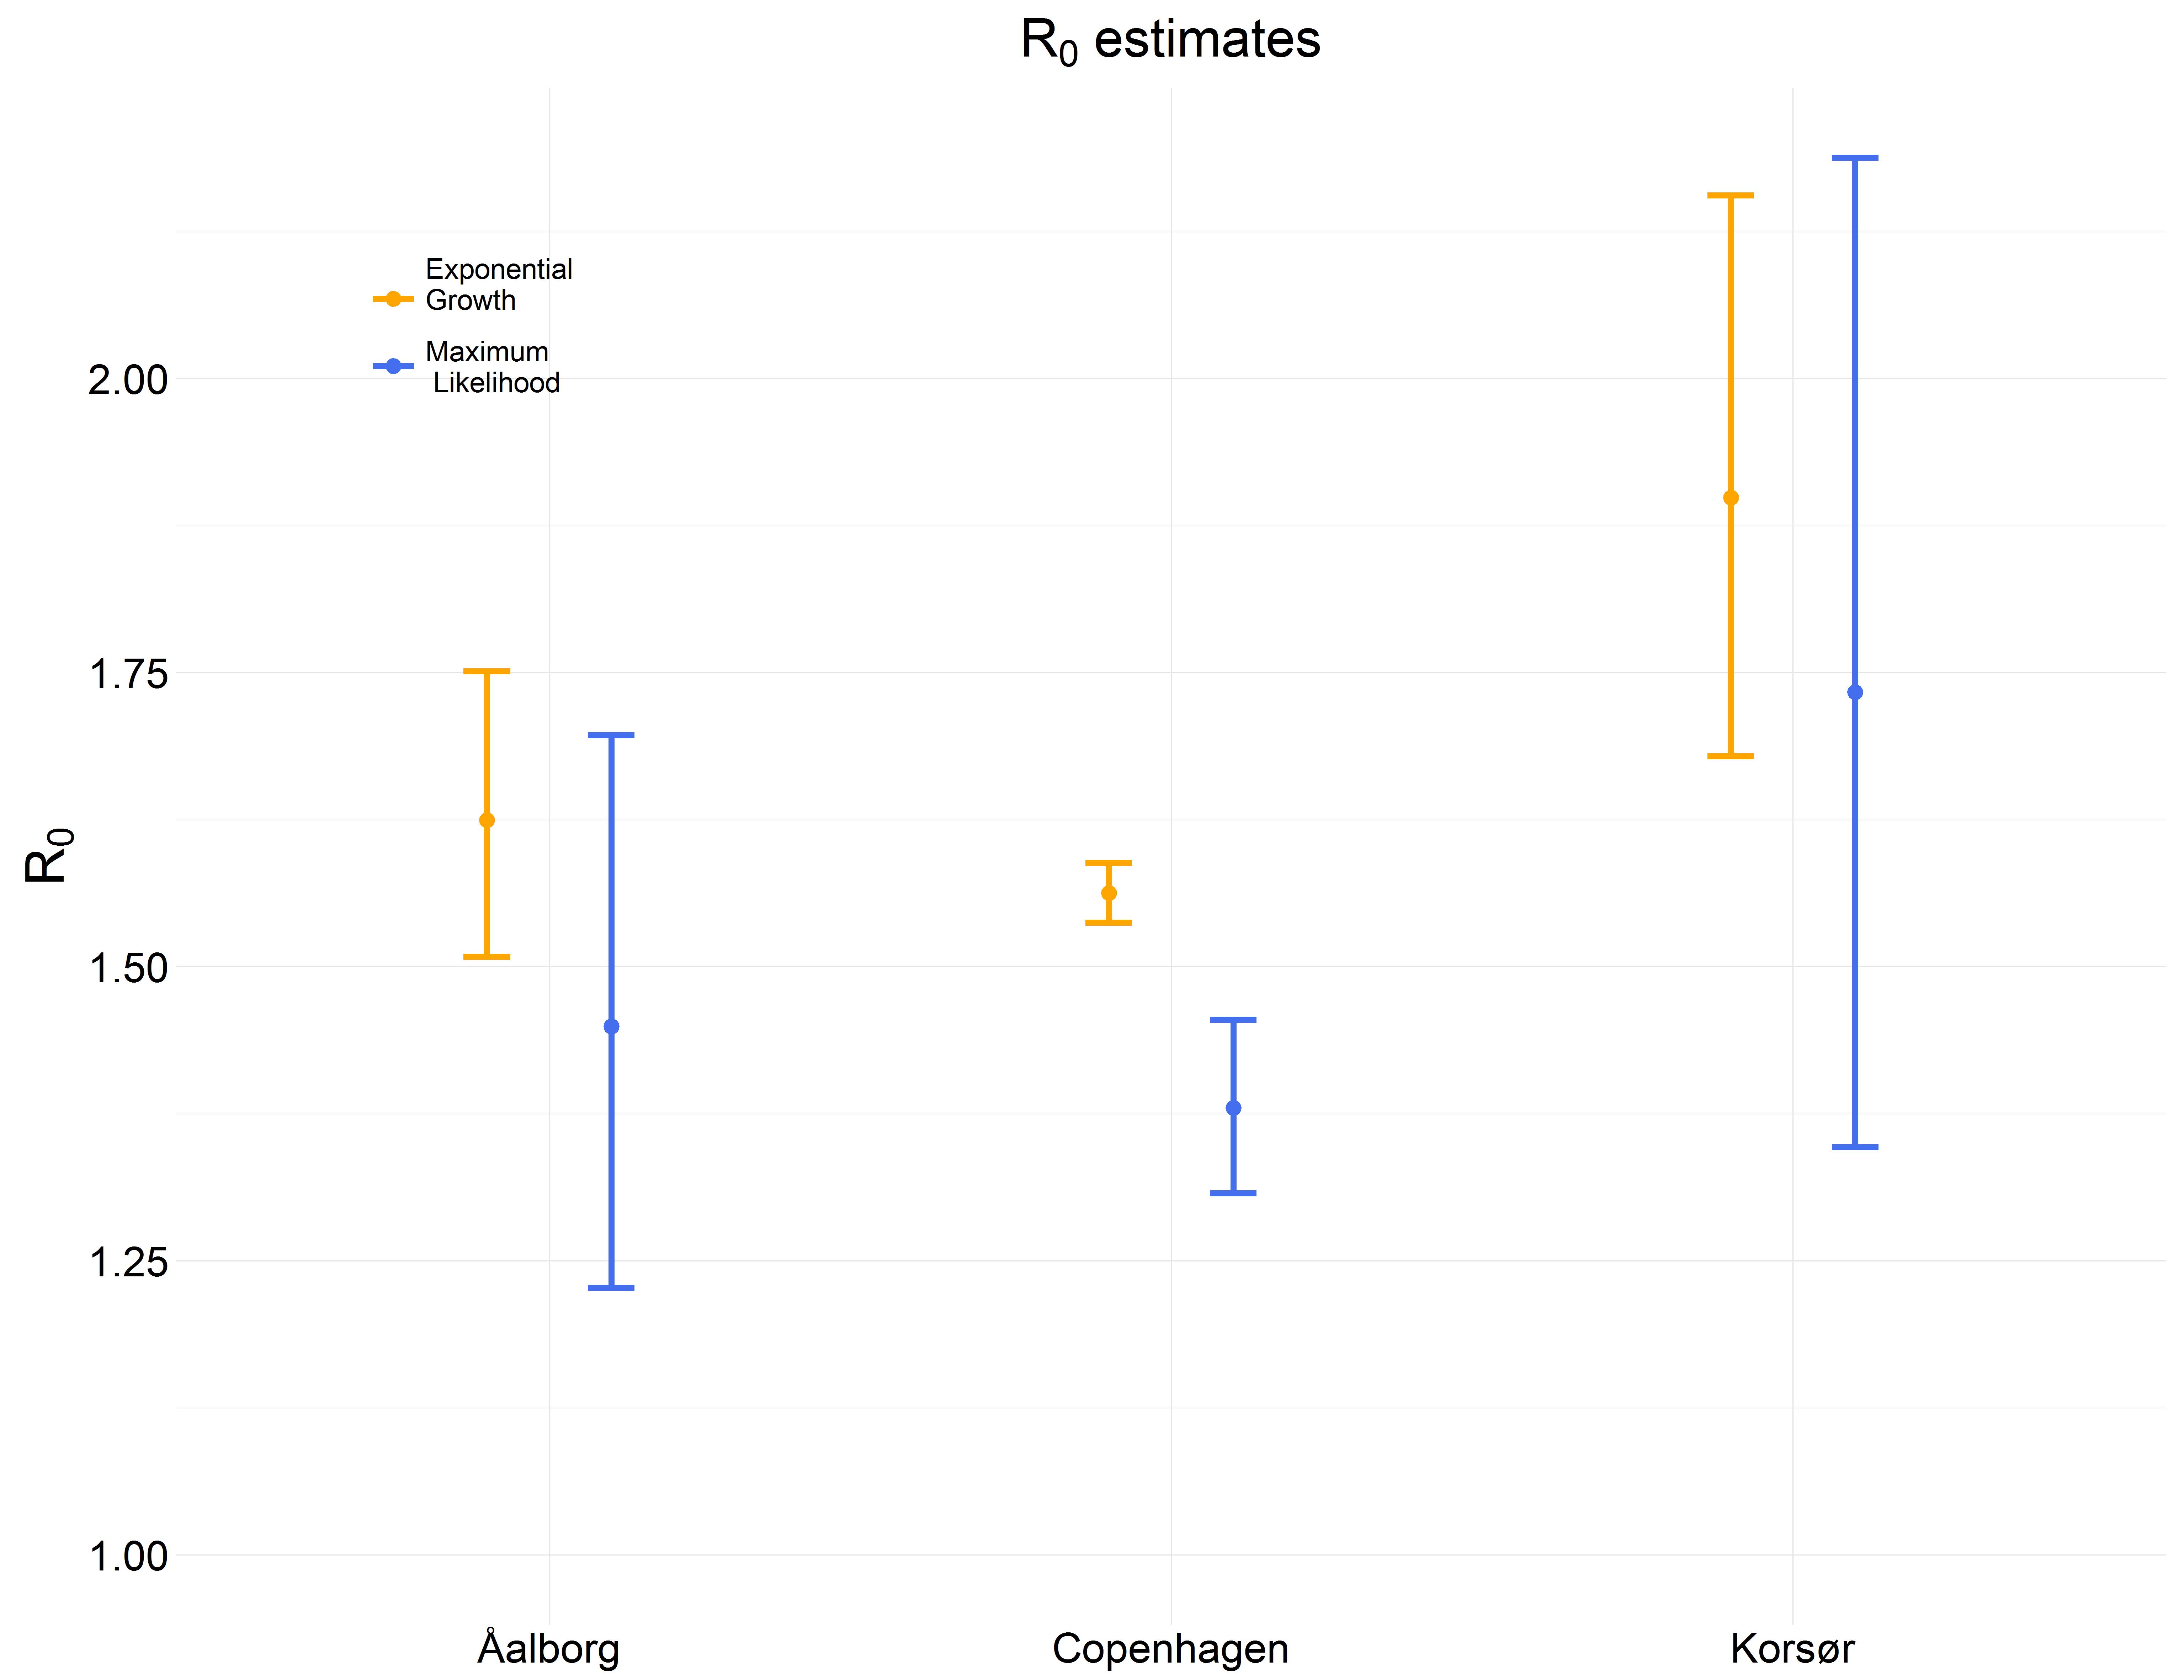 R₀ estimates
Exponential
Growth
Maximum
Likelihood
2.00
1.75
1.50
1.25
1.00
R₀
Åalborg
Copenhagen
Korsør